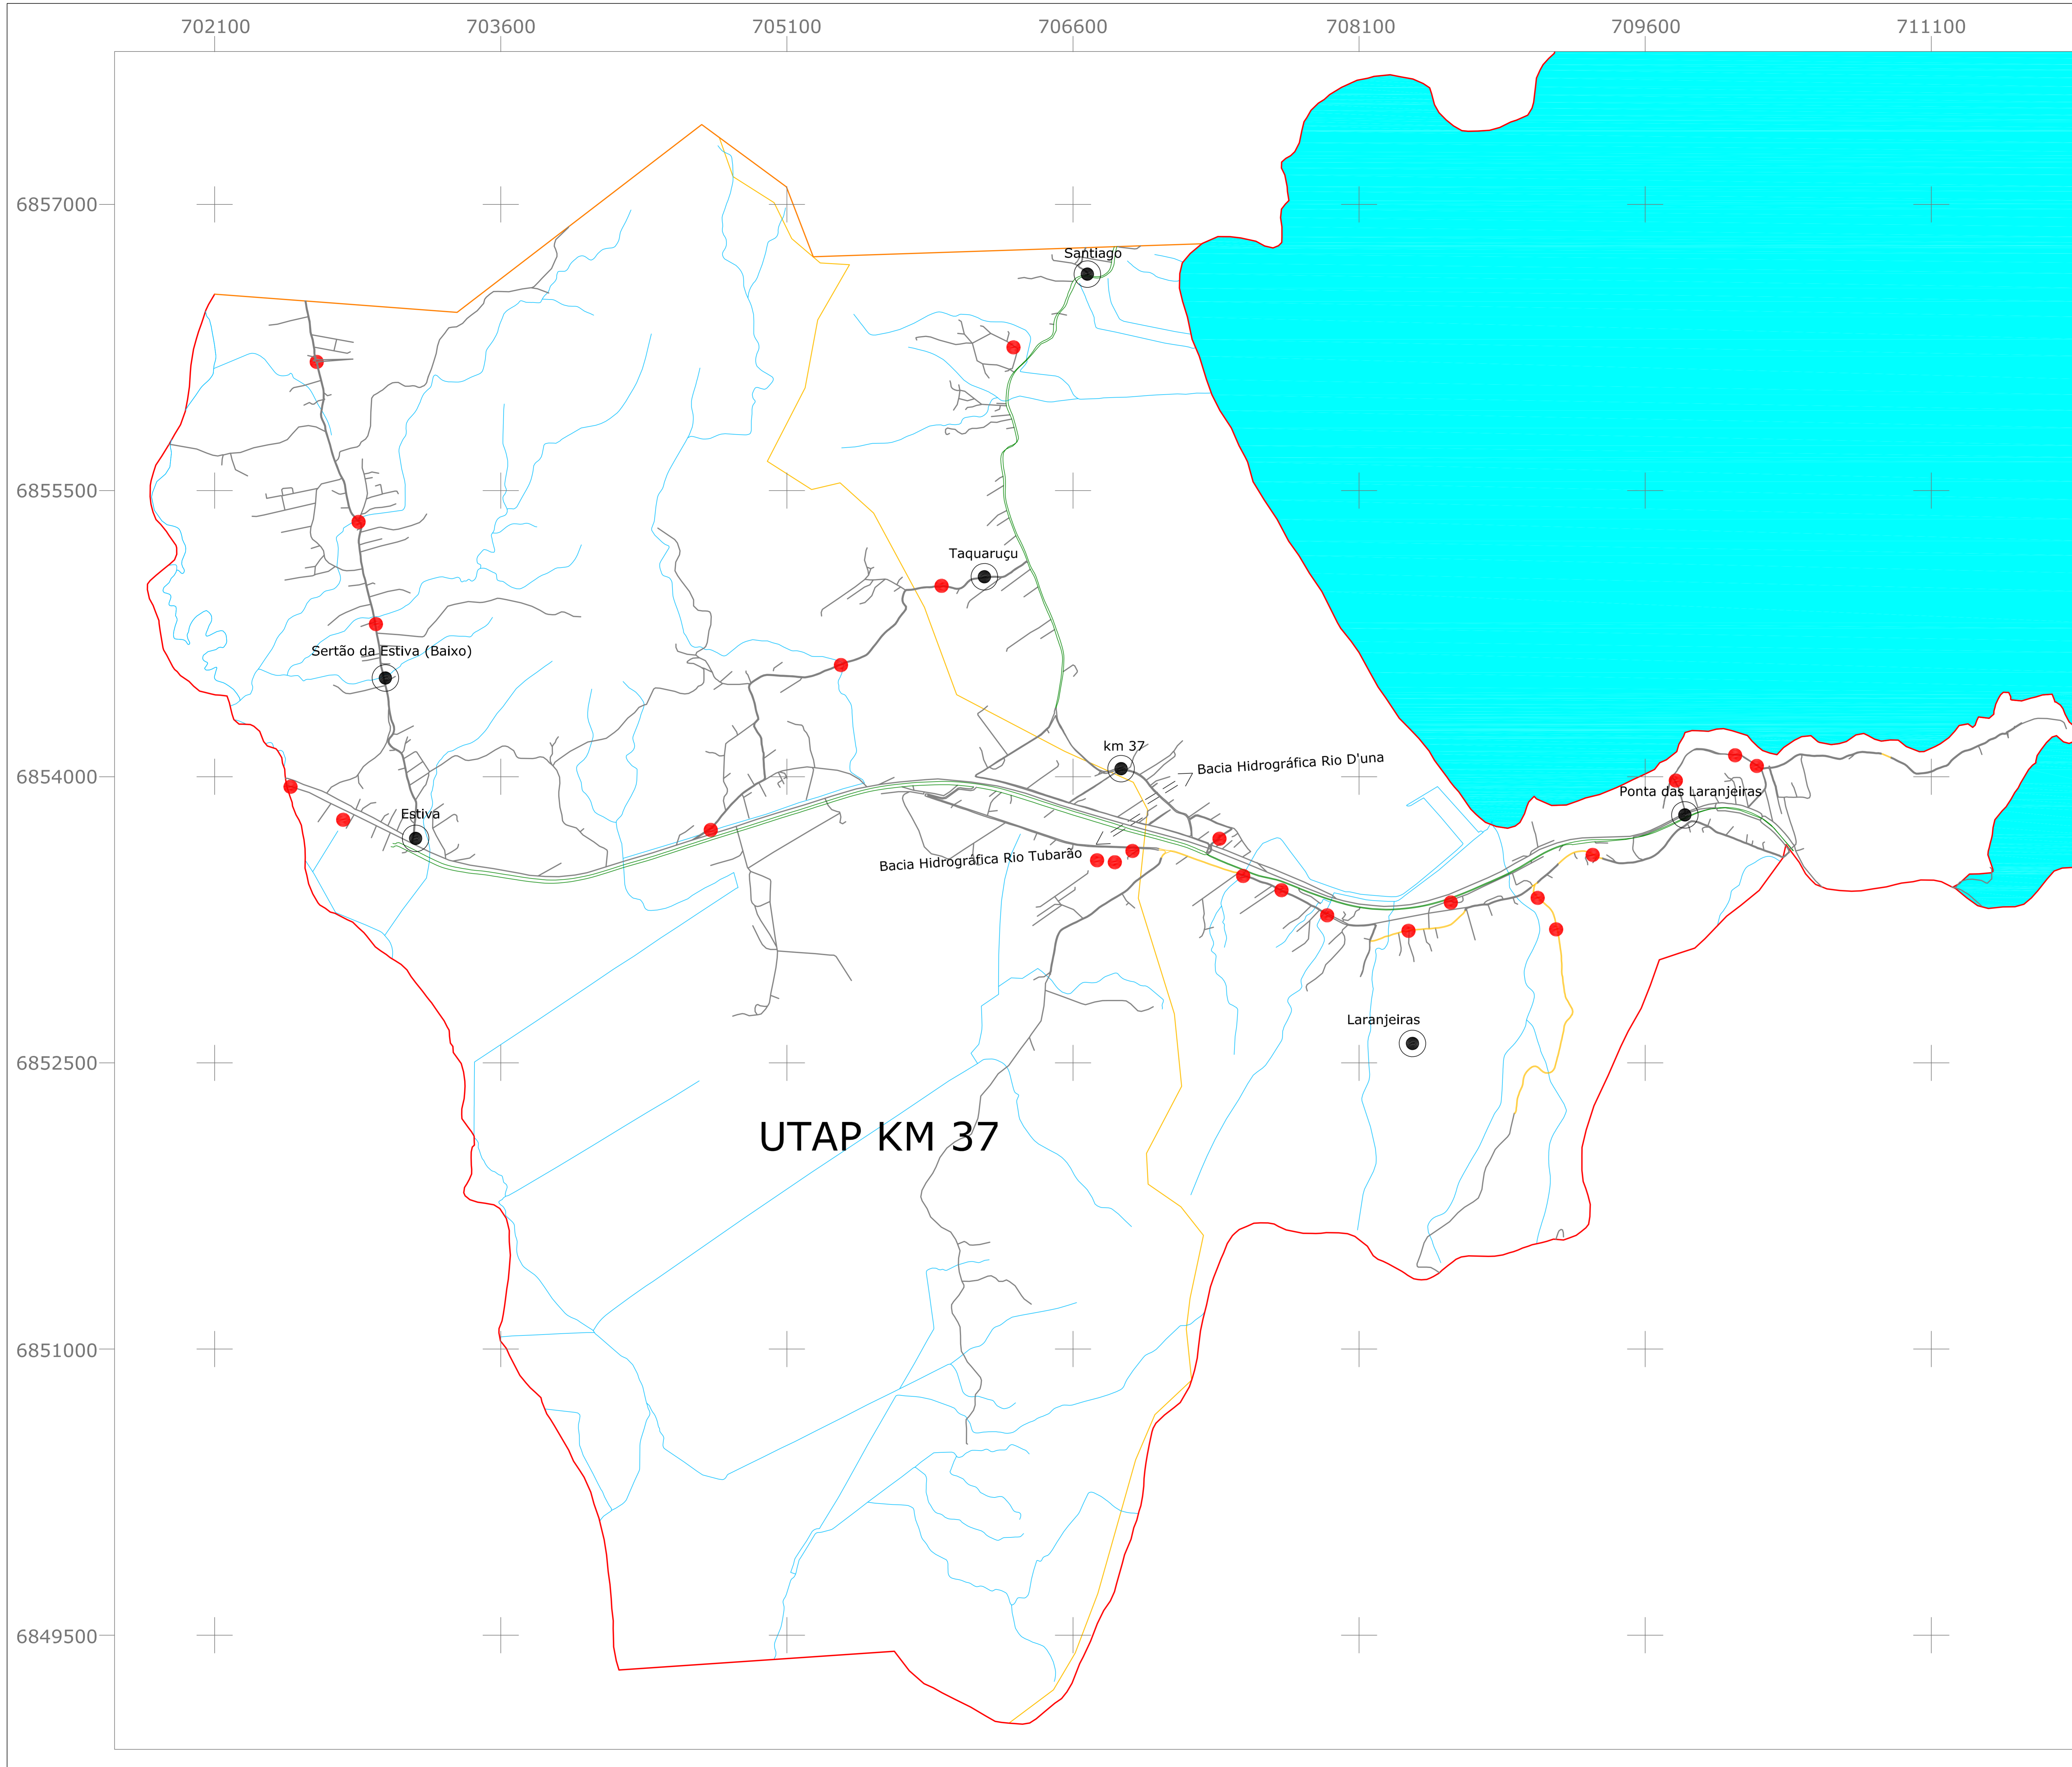 702100 703600 705100 706600 708100 709600 711100
6857000
Santiago
6855500
Taquaruçu
Sertão da Estiva (Baixo)
km 37
Bacia Hidrográfica Rio D'una
6854000
Ponta das Laranjeiras
Estiva
Bacia Hidrográfica Rio Tubarão
Laranjeiras
6852500
UTAP KM 37
6851000
6849500